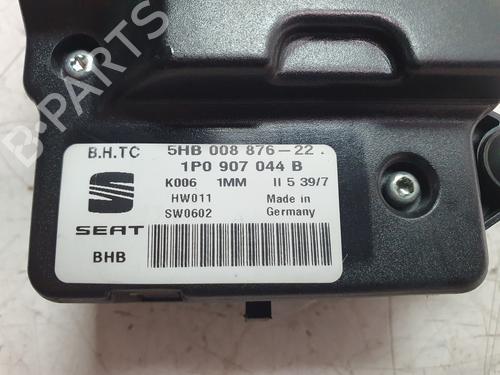 B.H.TC 5HB 008 876-22.
1P0 907 044 B
K006 1MM II 5 39/7
HW011 Made in
SW0602 Germany
SEAT
BHB
B-PARTS